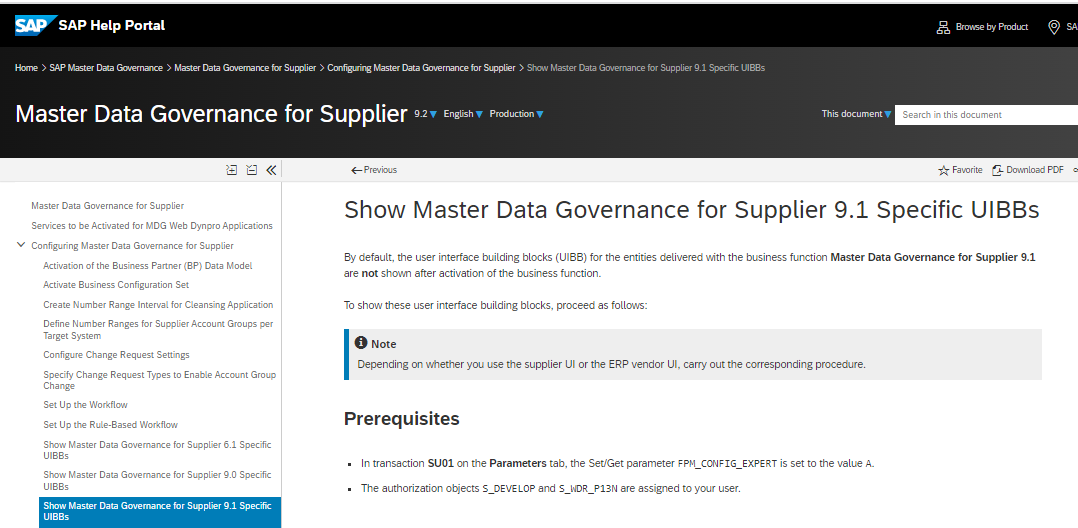 SAP SAP Help Portal
Browse by Product
SA
Home > SAP Master Data Governance > Master Data Governance for Supplier > Configuring Master Data Governance for Supplier > Show Master Data Governance for Supplier 9.1 Specific UIBBs
Master Data Governance for Supplier 9.2 English Production
This document Search in this document
Previous
Favorite Download PDF
Master Data Governance for Supplier
Services to be Activated for MDG Web Dynpro Applications
Configuring Master Data Governance for Supplier
Activation of the Business Partner (BP) Data Model
Activate Business Configuration Set
Create Number Range Interval for Cleansing Application
Define Number Ranges for Supplier Account Groups per
Target System
Configure Change Request Settings
Specify Change Request Types to Enable Account Group
Change
Set Up the Workflow
Set Up the Rule-Based Workflow
Show Master Data Governance for Supplier 6.1 Specific
UIBBs
Show Master Data Governance for Supplier 9.0 Specific
UIBBs
Show Master Data Governance for Supplier 9.1 Specific
UIBBs
Show Master Data Governance for Supplier 9.1 Specific UIBBs
By default, the user interface building blocks (UIBB) for the entities delivered with the business function Master Data Governance for Supplier 9.1
are not shown after activation of the business function.
To show these user interface building blocks, proceed as follows:
Note
Depending on whether you use the supplier UI or the ERP vendor UI, carry out the corresponding procedure.
Prerequisites
• In transaction SU01 on the Parameters tab, the Set/Get parameter FPM_CONFIG_EXPERT is set to the value A.
• The authorization objects S_DEVELOP and S_WDR_P13N are assigned to your user.